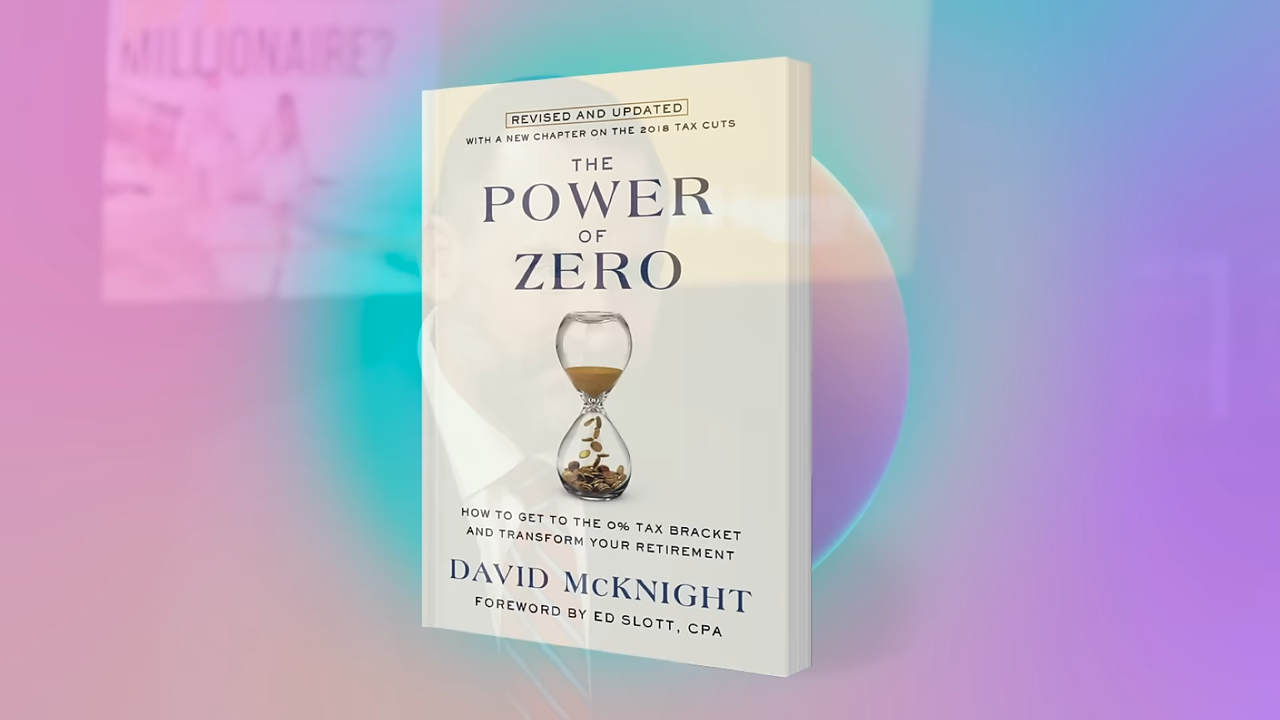 MILLIONAIRE?
REVISED AND UPDATED
WITH A NEW CHAPTER ON THE 2018 TAX CUTS
THE
POWER
OF
ZERO
HOW TO GET TO THE 0% TAX BRACKET
AND TRANSFORM YOUR RETIREMENT
DAVID McKNIGHT
FOREWORD BY ED SLOTT, CPA